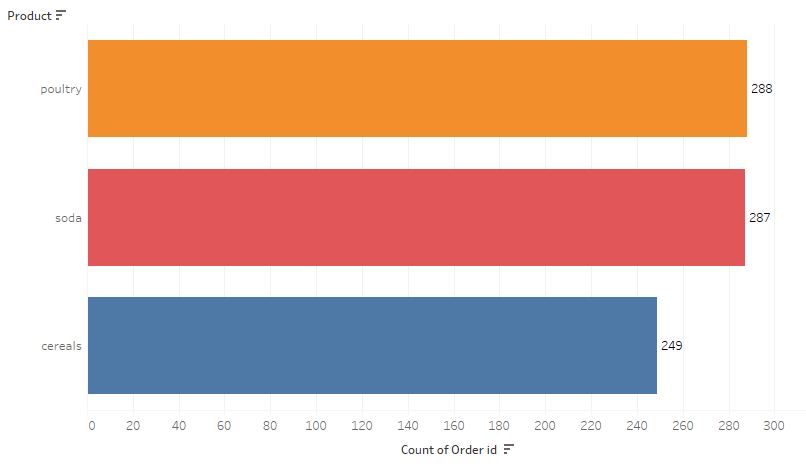 Product
poultry
288
soda
287
cereals
249
0 20 40 60 80 100 120 140 160 180 200 220 240 260 280 300
Count of Order id